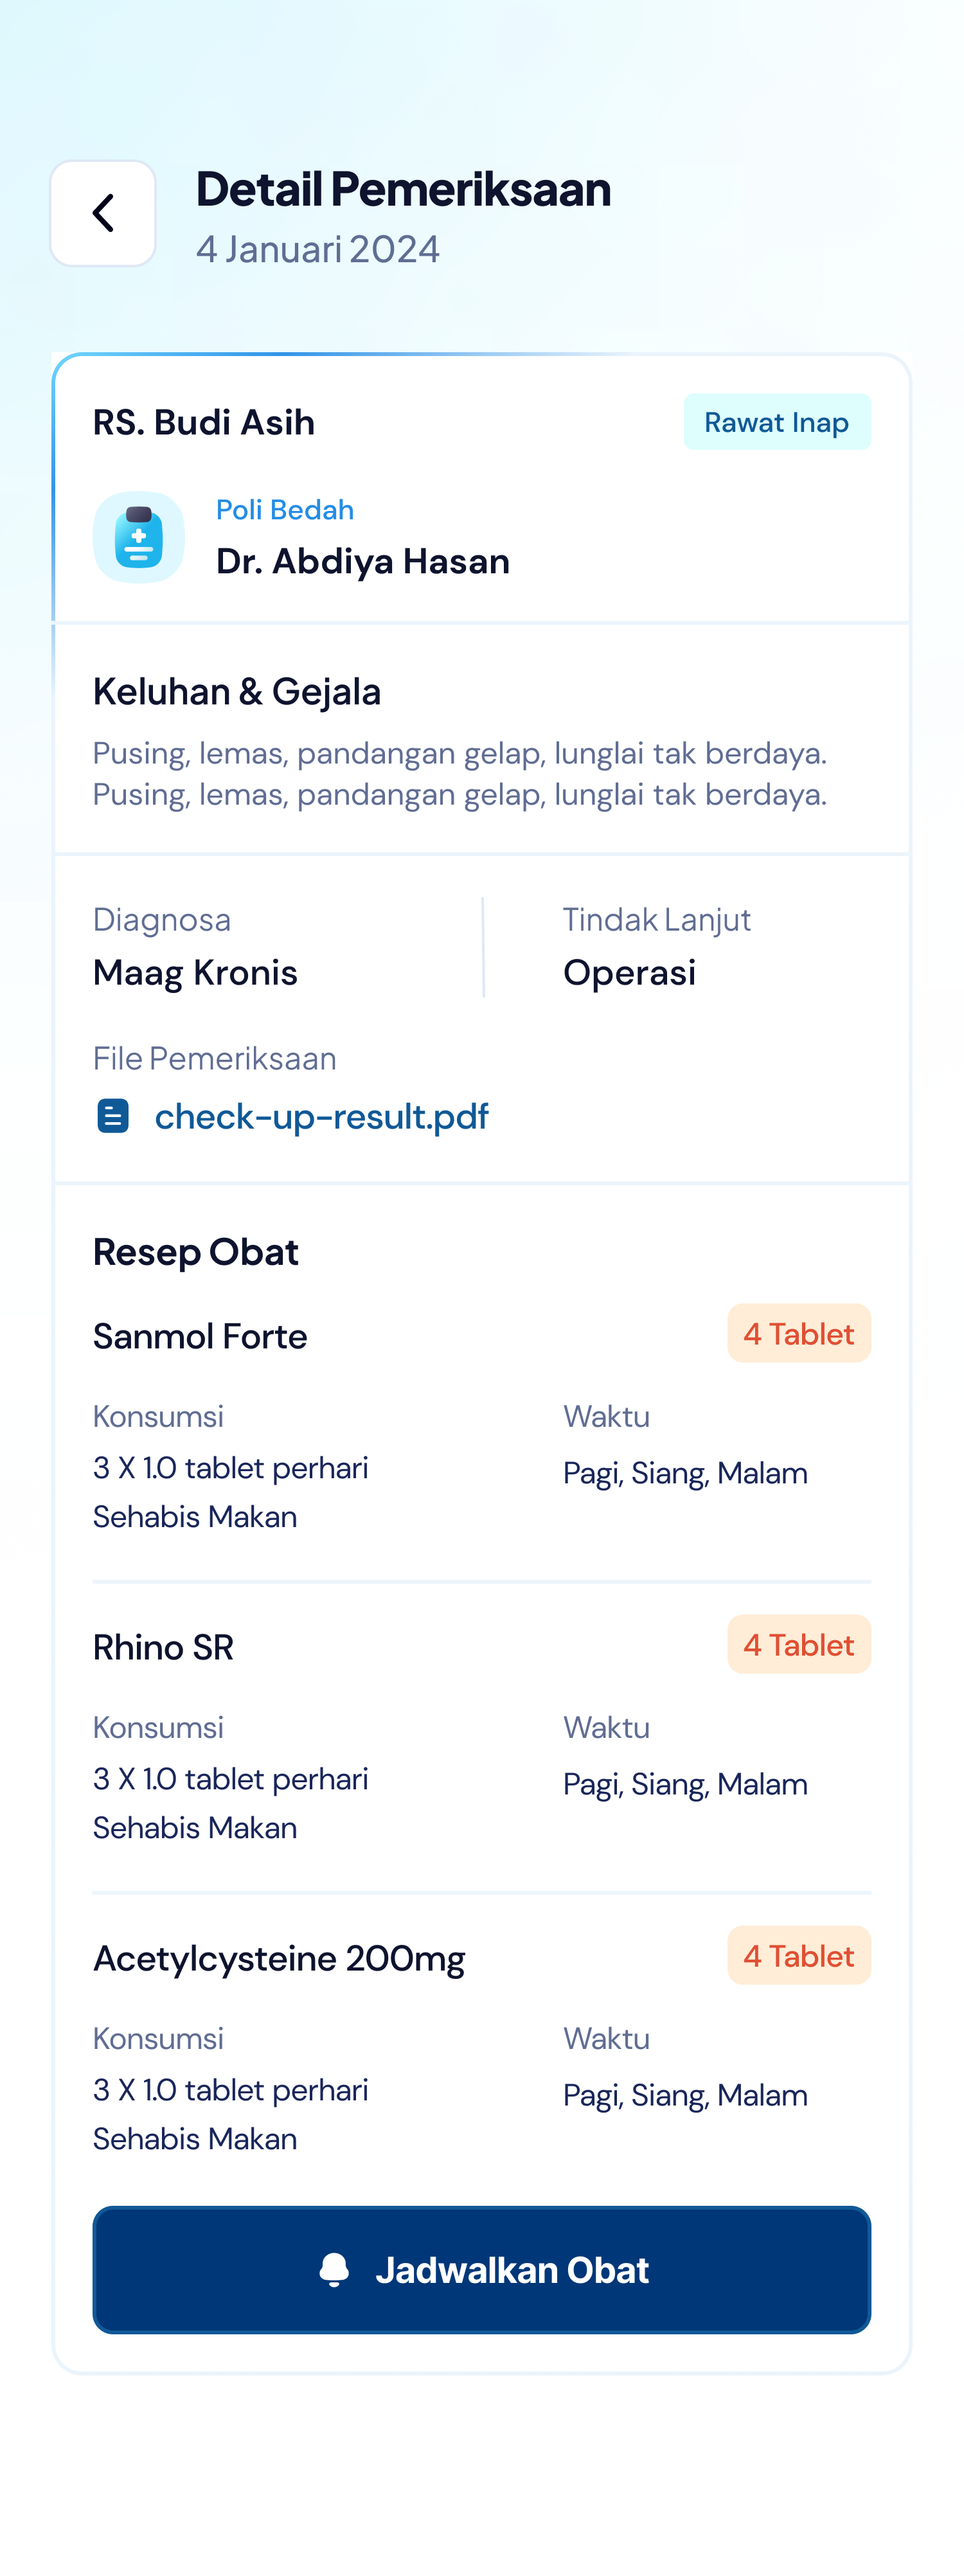 Detail Pemeriksaan
4 Januari 2024
RS. Budi Asih
Rawat Inap
Poli Bedah
Dr. Abdiya Hasan
Keluhan & Gejala
Pusing, lemas, pandangan gelap, lunglai tak berdaya.
Pusing, lemas, pandangan gelap, lunglai tak berdaya.
Diagnosa
Maag Kronis
Tindak Lanjut
Operasi
File Pemeriksaan
check-up-result.pdf
Resep Obat
Sanmol Forte
4 Tablet
Konsumsi
3 X 1.0 tablet perhari
Sehabis Makan
Waktu
Pagi, Siang, Malam
Rhino SR
4 Tablet
Konsumsi
3 X 1.0 tablet perhari
Sehabis Makan
Waktu
Pagi, Siang, Malam
Acetylcysteine 200mg
4 Tablet
Konsumsi
3 X 1.0 tablet perhari
Sehabis Makan
Waktu
Pagi, Siang, Malam
Jadwalkan Obat